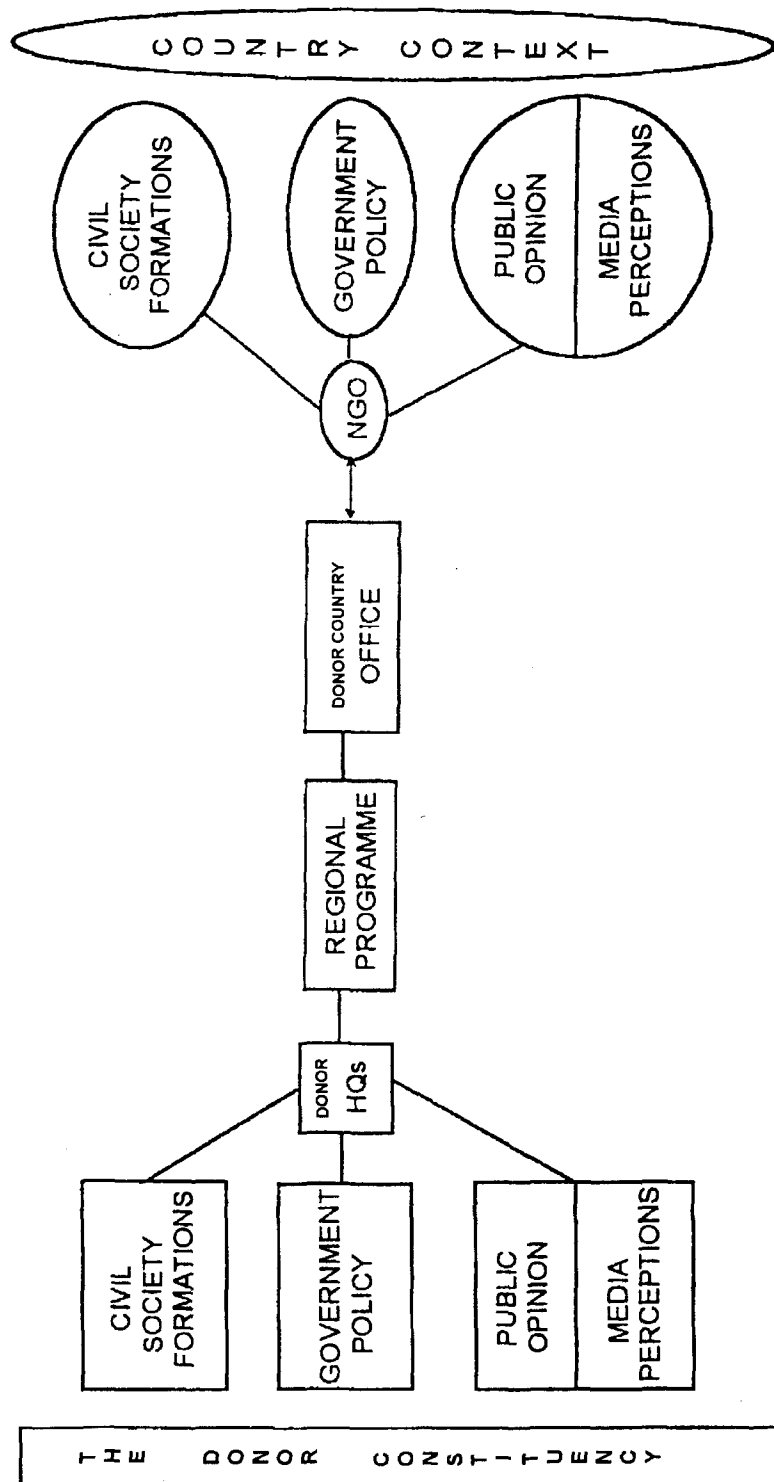 THE DONOR CONSTITUENCY
CIVIL
SOCIETY
FORMATIONS
GOVERNMENT
POLICY
PUBLIC
OPINION
MEDIA
PERCEPTIONS
DONOR
HQs
REGIONAL
PROGRAMME
DONOR COUNTRY
OFFICE
NGO
CIVIL
SOCIETY
FORMATIONS
GOVERNMENT
POLICY
PUBLIC
OPINION
MEDIA
PERCEPTIONS
COUNTRY CONTEXT